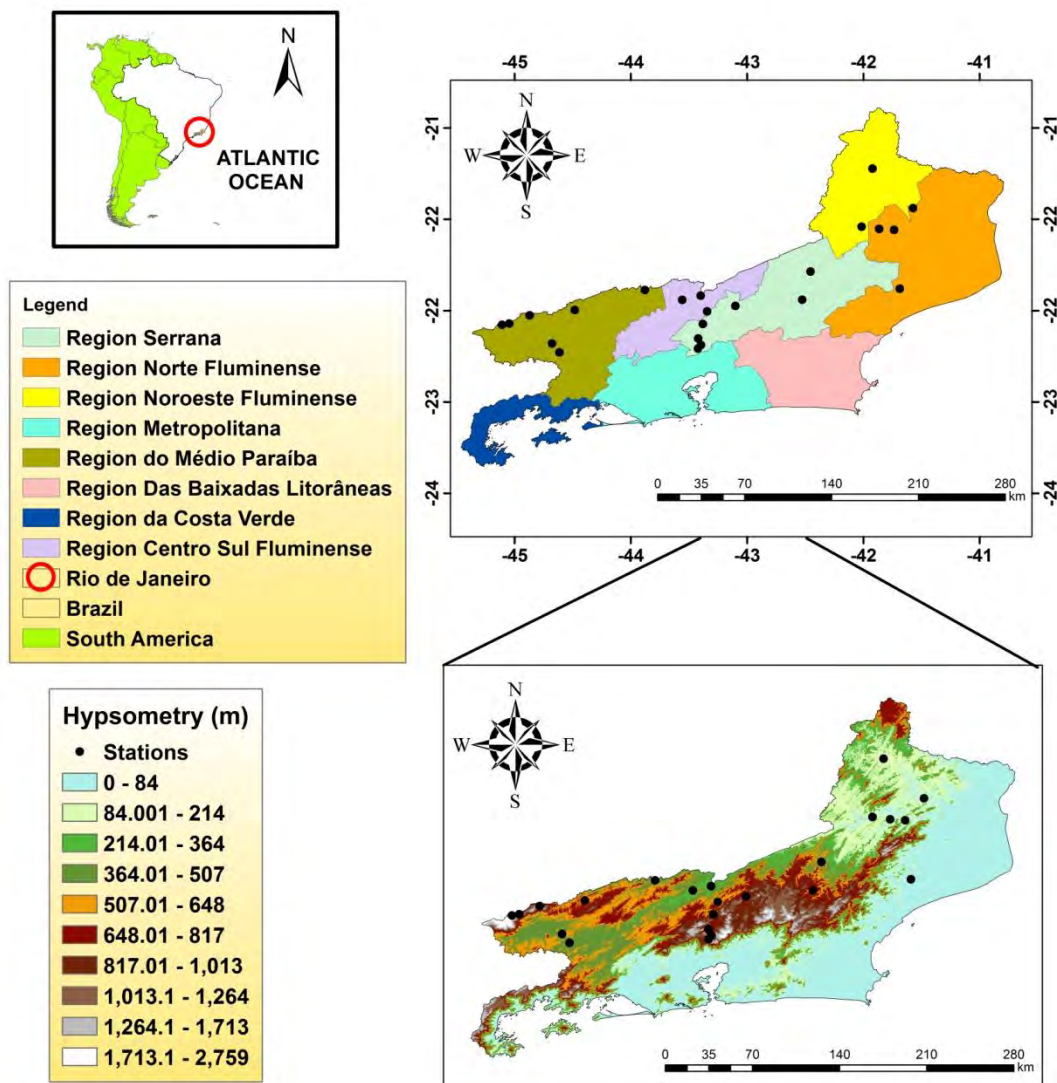 N
ATLANTIC
OCEAN
Legend
Region Serrana
Region Norte Fluminense
Region Noroeste Fluminense
Region Metropolitana
Region do Médio Paraíba
Region Das Baixadas Litorâneas
Region da Costa Verde
Region Centro Sul Fluminense
Rio de Janeiro
Brazil
South America
Hypsometry (m)
Stations
0 - 84
84.001 - 214
214.01 - 364
364.01 - 507
507.01 - 648
648.01 - 817
817.01 - 1,013
1,013.1 - 1,264
1,264.1 - 1,713
1,713.1 - 2,759
-45 -44 -43 -42 -41
-21
-22
-22
-23
-24
-21
-22
-22
-23
-24
N
W E
S
0 35 70 140 210 280
km
-45 -44 -43 -42 -41
N
W E
S
0 35 70 140 210 280
km